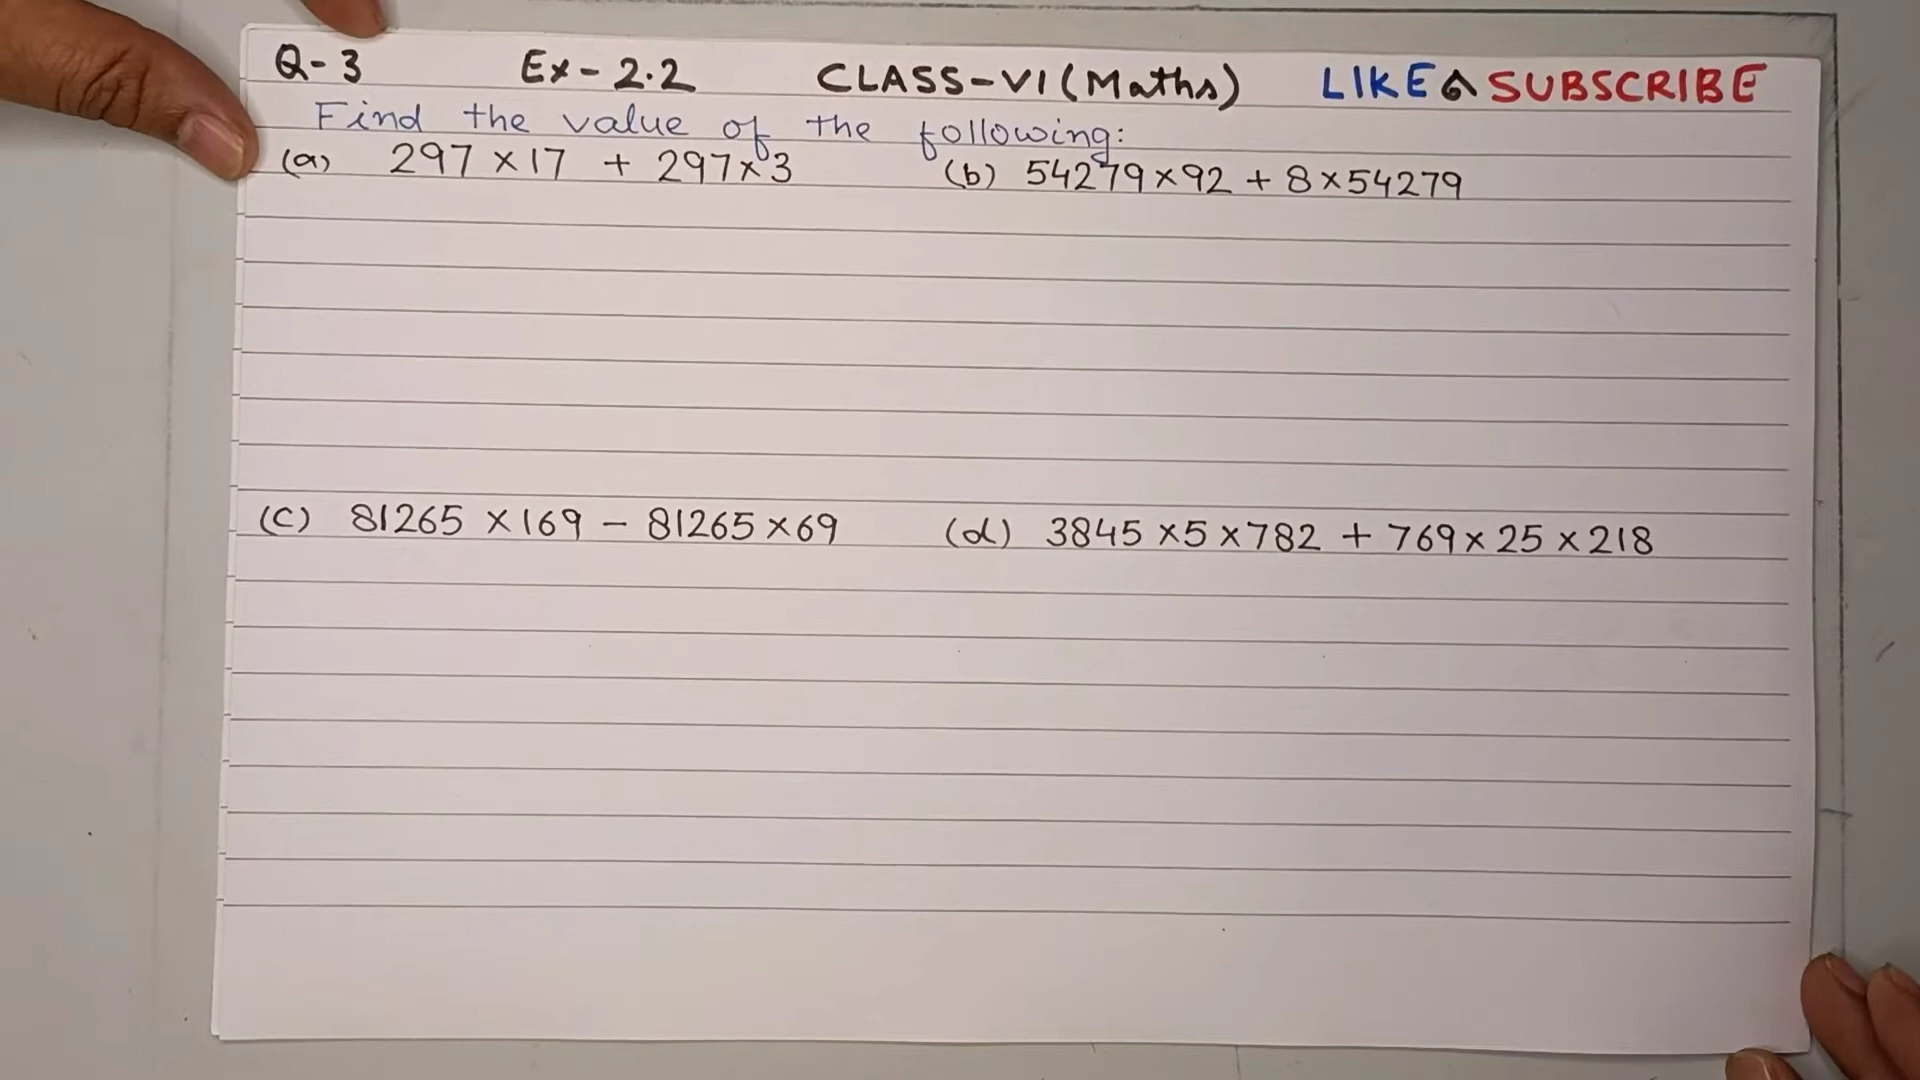 Q-3 Ex-2.2 CLASS-VI (Maths) LIKE & SUBSCRIBE
Find the value of the following:
(a) 297 × 17 + 297 × 3 (b) 54279 × 92 + 8 × 54279
(c) 81265 × 169 - 81265 × 69 (d) 3845 × 5 × 782 + 769 × 25 × 218